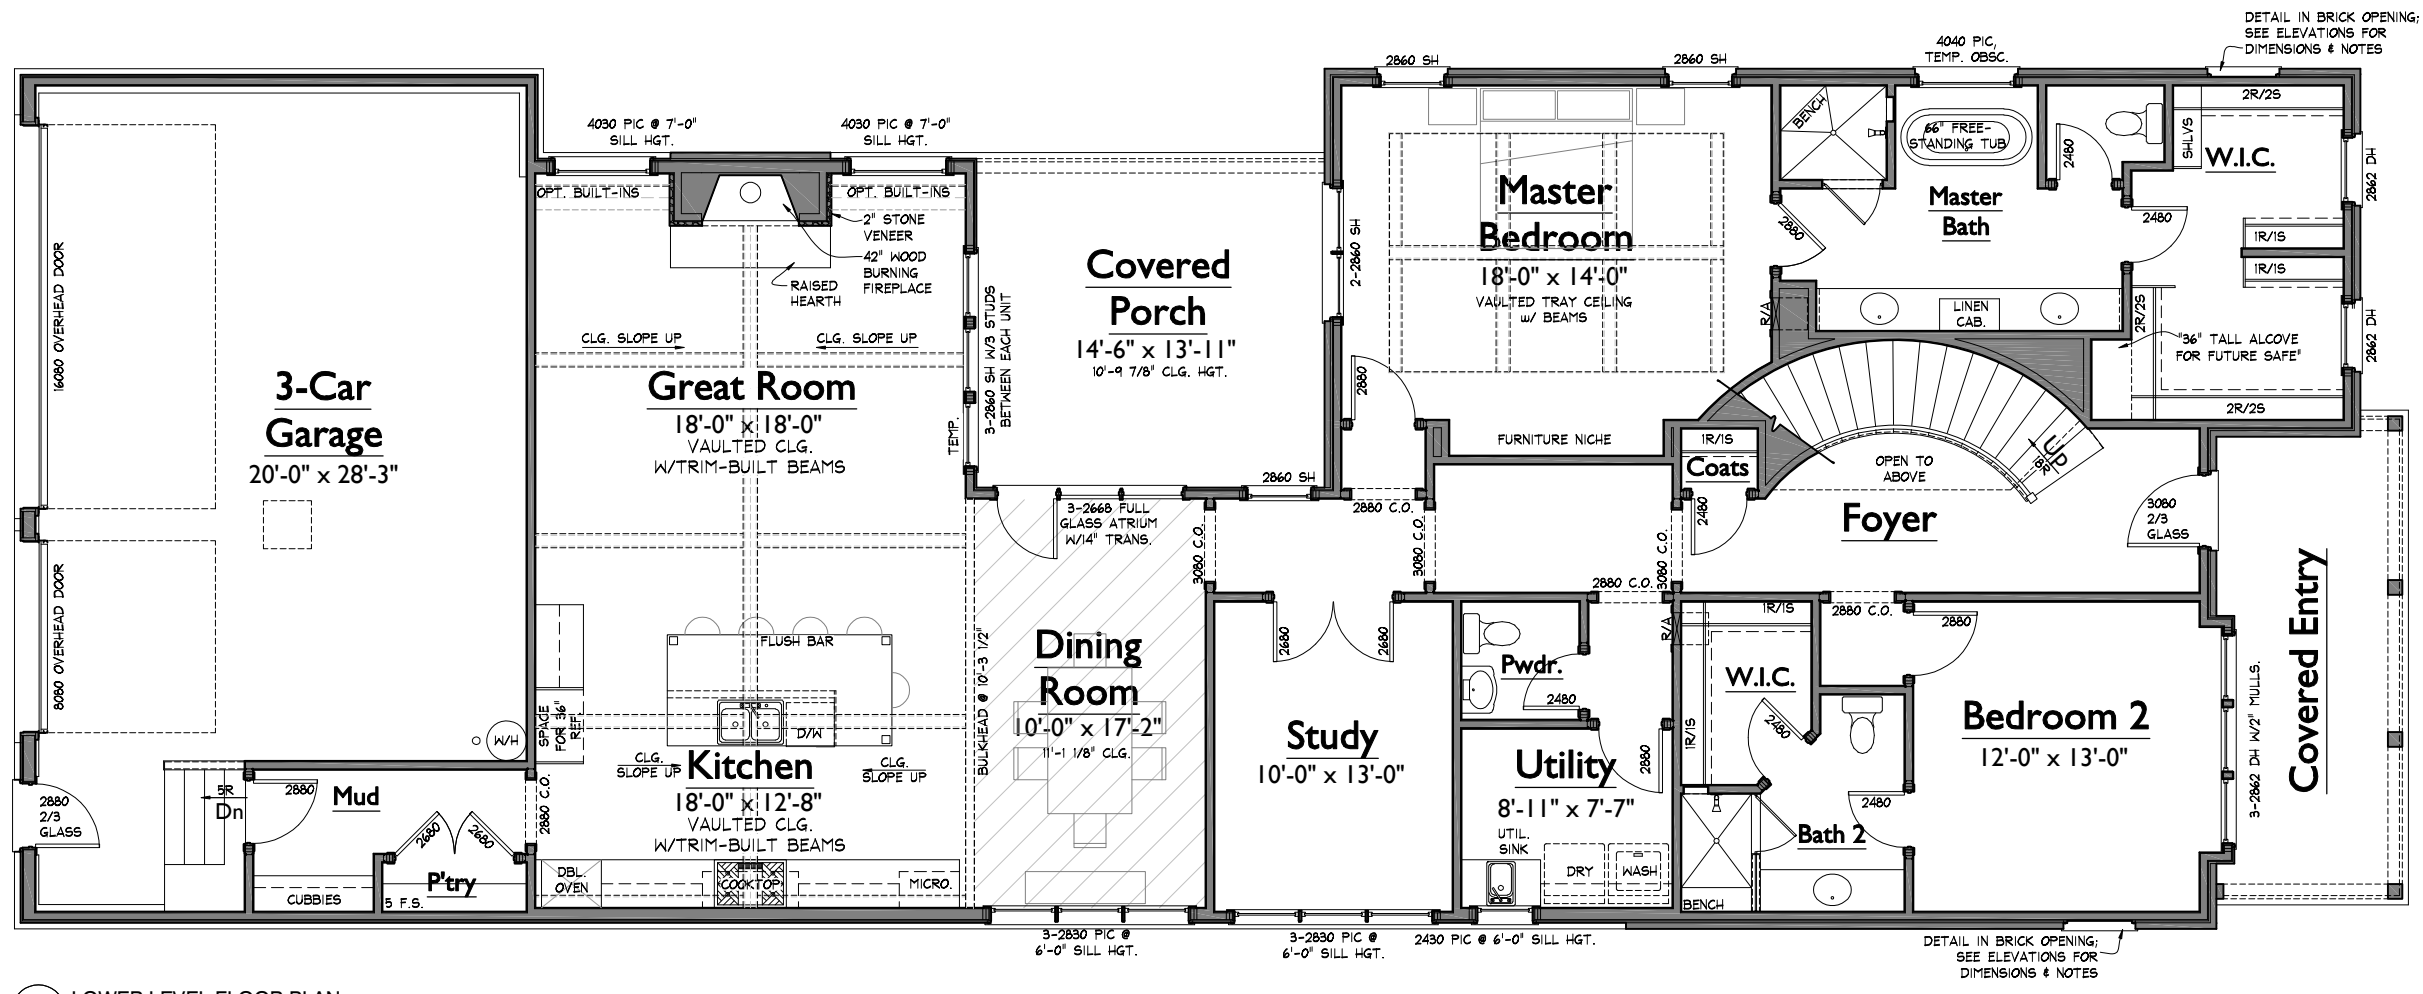 DETAIL IN BRICK OPENING;
SEE ELEVATIONS FOR
DIMENSIONS & NOTES
2860 SH
2860 SH
4040 PIC,
TEMP. OBSC.
4030 PIC @ 7'-0"
SILL HGT.
4030 PIC @ 7'-0"
SILL HGT.
OPT. BUILT-INS
OPT. BUILT-INS
2" STONE
VENEER
42" WOOD
BURNING
FIREPLACE
RAISED
HEARTH
16080 OVERHEAD DOOR
8080 OVERHEAD DOOR
3-Car
Garage
20'-0" x 28'-3"
CLG. SLOPE UP
CLG. SLOPE UP
Great Room
18'-0" x 18'-0"
VAULTED CLG.
W/TRIM-BUILT BEAMS
TEMP.
3-2860 SH W/3 STUDS
BETWEEN EACH UNIT
Covered
Porch
14'-6" x 13'-11"
10'-9 7/8" CLG. HGT.
2-2860 SH
2860 SH
Master
Bedroom
18'-0" x 14'-0"
VAULTED TRAY CEILING
W/ BEAMS
2880
FURNITURE NICHE
BENCH
66" FREE-
STANDING TUB
2480
Master
Bath
2880
2480
R/A
LINEN
CAB.
2R/2S
SHLVS
W.I.C.
2862 DH
1R/1S
1R/1S
2R/2S
"36" TALL ALCOVE
FOR FUTURE SAFE"
2862 DH
2R/2S
1R/1S
Coats
2480
OPEN TO
ABOVE
UP
18R
Foyer
3080
2/3
GLASS
Covered Entry
3-2668 FULL
GLASS ATRIUM
W/14" TRANS.
3080 C.O.
2880 C.O.
3080 C.O.
3080 C.O.
2880 C.O.
2880 C.O.
FLUSH BAR
SPACE
FOR 36"
REF.
D/W
CLG.
SLOPE UP
CLG.
SLOPE UP
Kitchen
18'-0" x 12'-8"
VAULTED CLG.
W/TRIM-BUILT BEAMS
DBL.
OVEN
COOKTOP
MICRO.
BULKHEAD @ 10'-3 1/2"
Dining
Room
10'-0" x 17'-2"
11'-1 1/8" CLG.
3-2830 PIC @
6'-0" SILL HGT.
2680
2680
Study
10'-0" x 13'-0"
3-2830 PIC @
6'-0" SILL HGT.
Pwdr.
2480
Utility
8'-11" x 7'-7"
2880
UTIL.
SINK
DRY
WASH
2430 PIC @ 6'-0" SILL HGT.
R/A
1R/1S
W.I.C.
1R/1S
2480
2480
Bath 2
BENCH
2880
Bedroom 2
12'-0" x 13'-0"
3-2862 DH W/2" MULLS.
DETAIL IN BRICK OPENING;
SEE ELEVATIONS FOR
DIMENSIONS & NOTES
W/H
2880
2/3
GLASS
5R
Dn
2880
Mud
2880 C.O.
2680
2680
P'try
5 F.S.
CUBBIES
LOWER LEVEL FLOOR PLAN